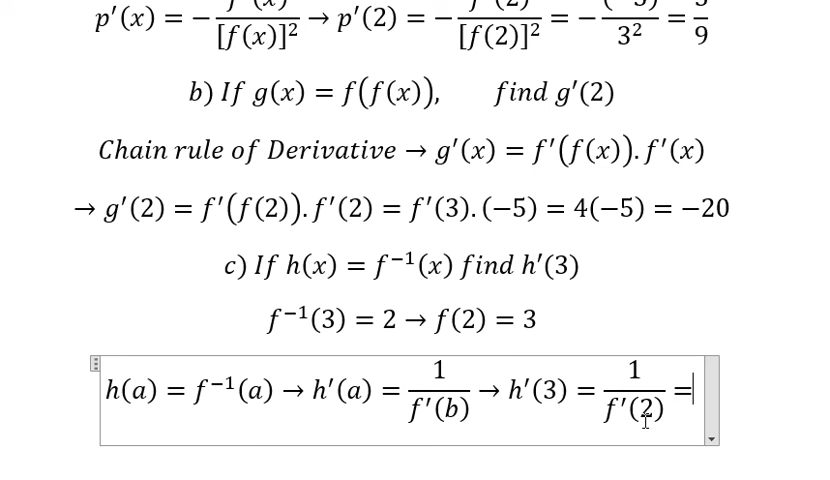 p′(x) = − f′(x)/[f(x)]² → p′(2) = − f′(2)/[f(2)]² = − (−5)/3² = 5/9
b) If g(x) = f(f(x)), find g′(2)
Chain rule of Derivative → g′(x) = f′(f(x)). f′(x)
→ g′(2) = f′(f(2)). f′(2) = f′(3). (−5) = 4(−5) = −20
c) If h(x) = f⁻¹(x) find h′(3)
f⁻¹(3) = 2 → f(2) = 3
h(a) = f⁻¹(a) → h′(a) = 1/f′(b) → h′(3) = 1/f′(2) =